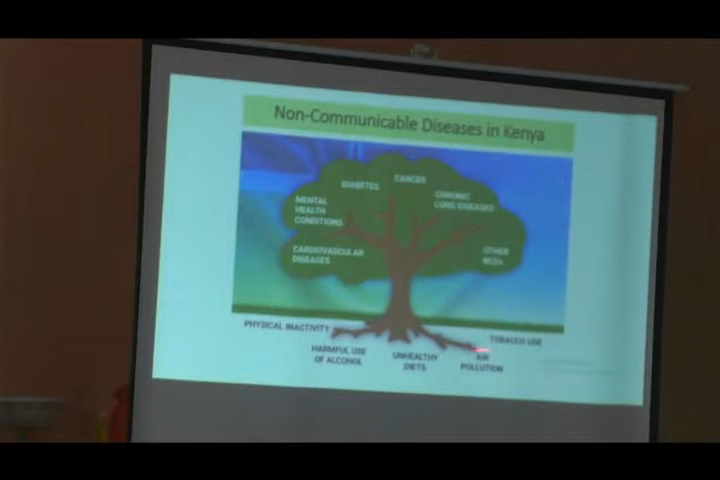 Non-Communicable Diseases in Kenya
DIABETES
CANCER
MENTAL
HEALTH
CONDITIONS
CHRONIC
LUNG DISEASES
CARDIOVASCULAR
DISEASES
OTHER
NCDs
PHYSICAL INACTIVITY
HARMFUL USE
OF ALCOHOL
UNHEALTHY
DIETS
AIR
POLLUTION
TOBACCO USE